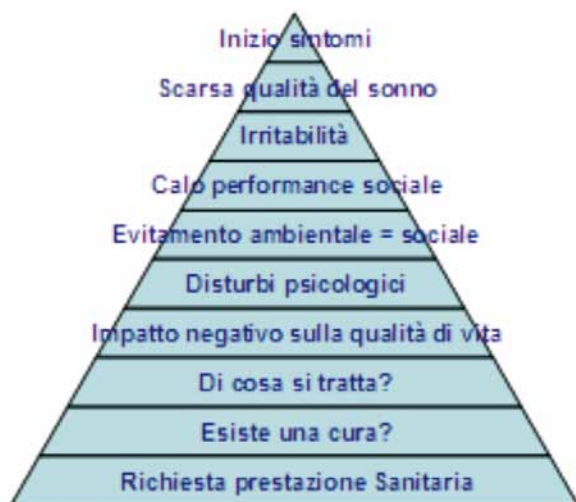 Inizio sintomi
Scarsa qualità del sonno
Irritabilità
Calo performance sociale
Evitamento ambientale = sociale
Disturbi psicologici
Impatto negativo sulla qualità di vita
Di cosa si tratta?
Esiste una cura?
Richiesta prestazione Sanitaria